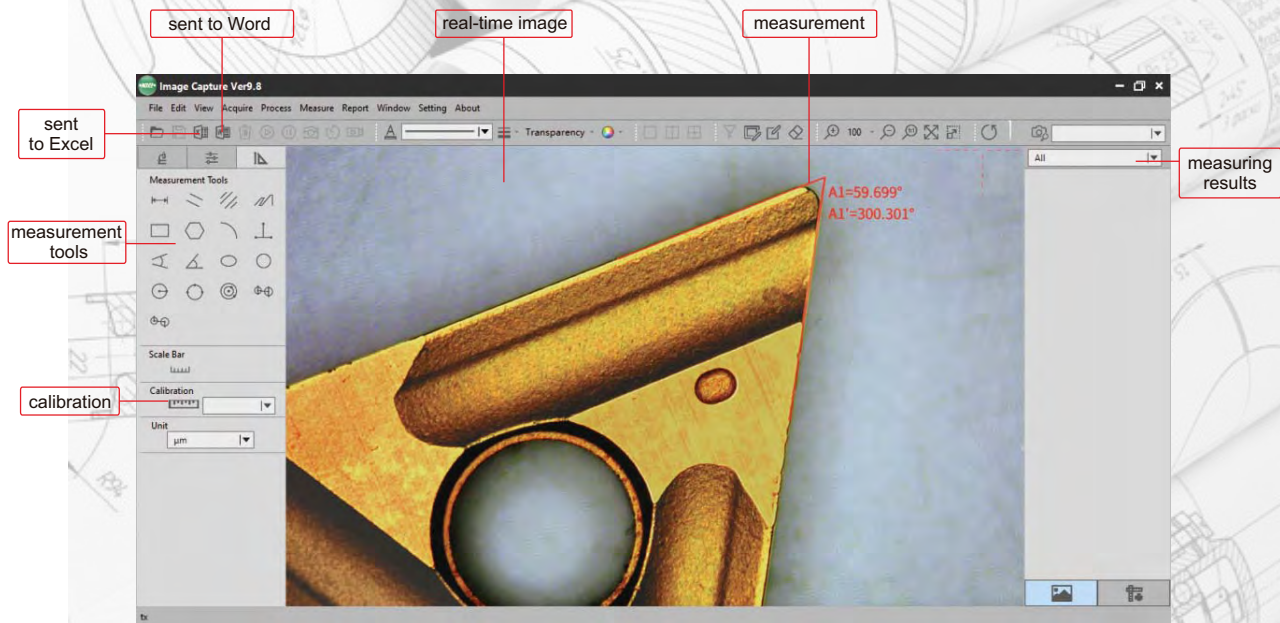 sent to Word
real-time image
measurement
Image Capture Ver9.8
File Edit View Acquire Process Measure Report Window Setting About
sent
to Excel
A
Transparency
100
All
measuring
results
Measurement Tools
A1=59.699°
A1'=300.301°
measurement
tools
Scale Bar
Calibration
calibration
Unit
μm
R94
tx